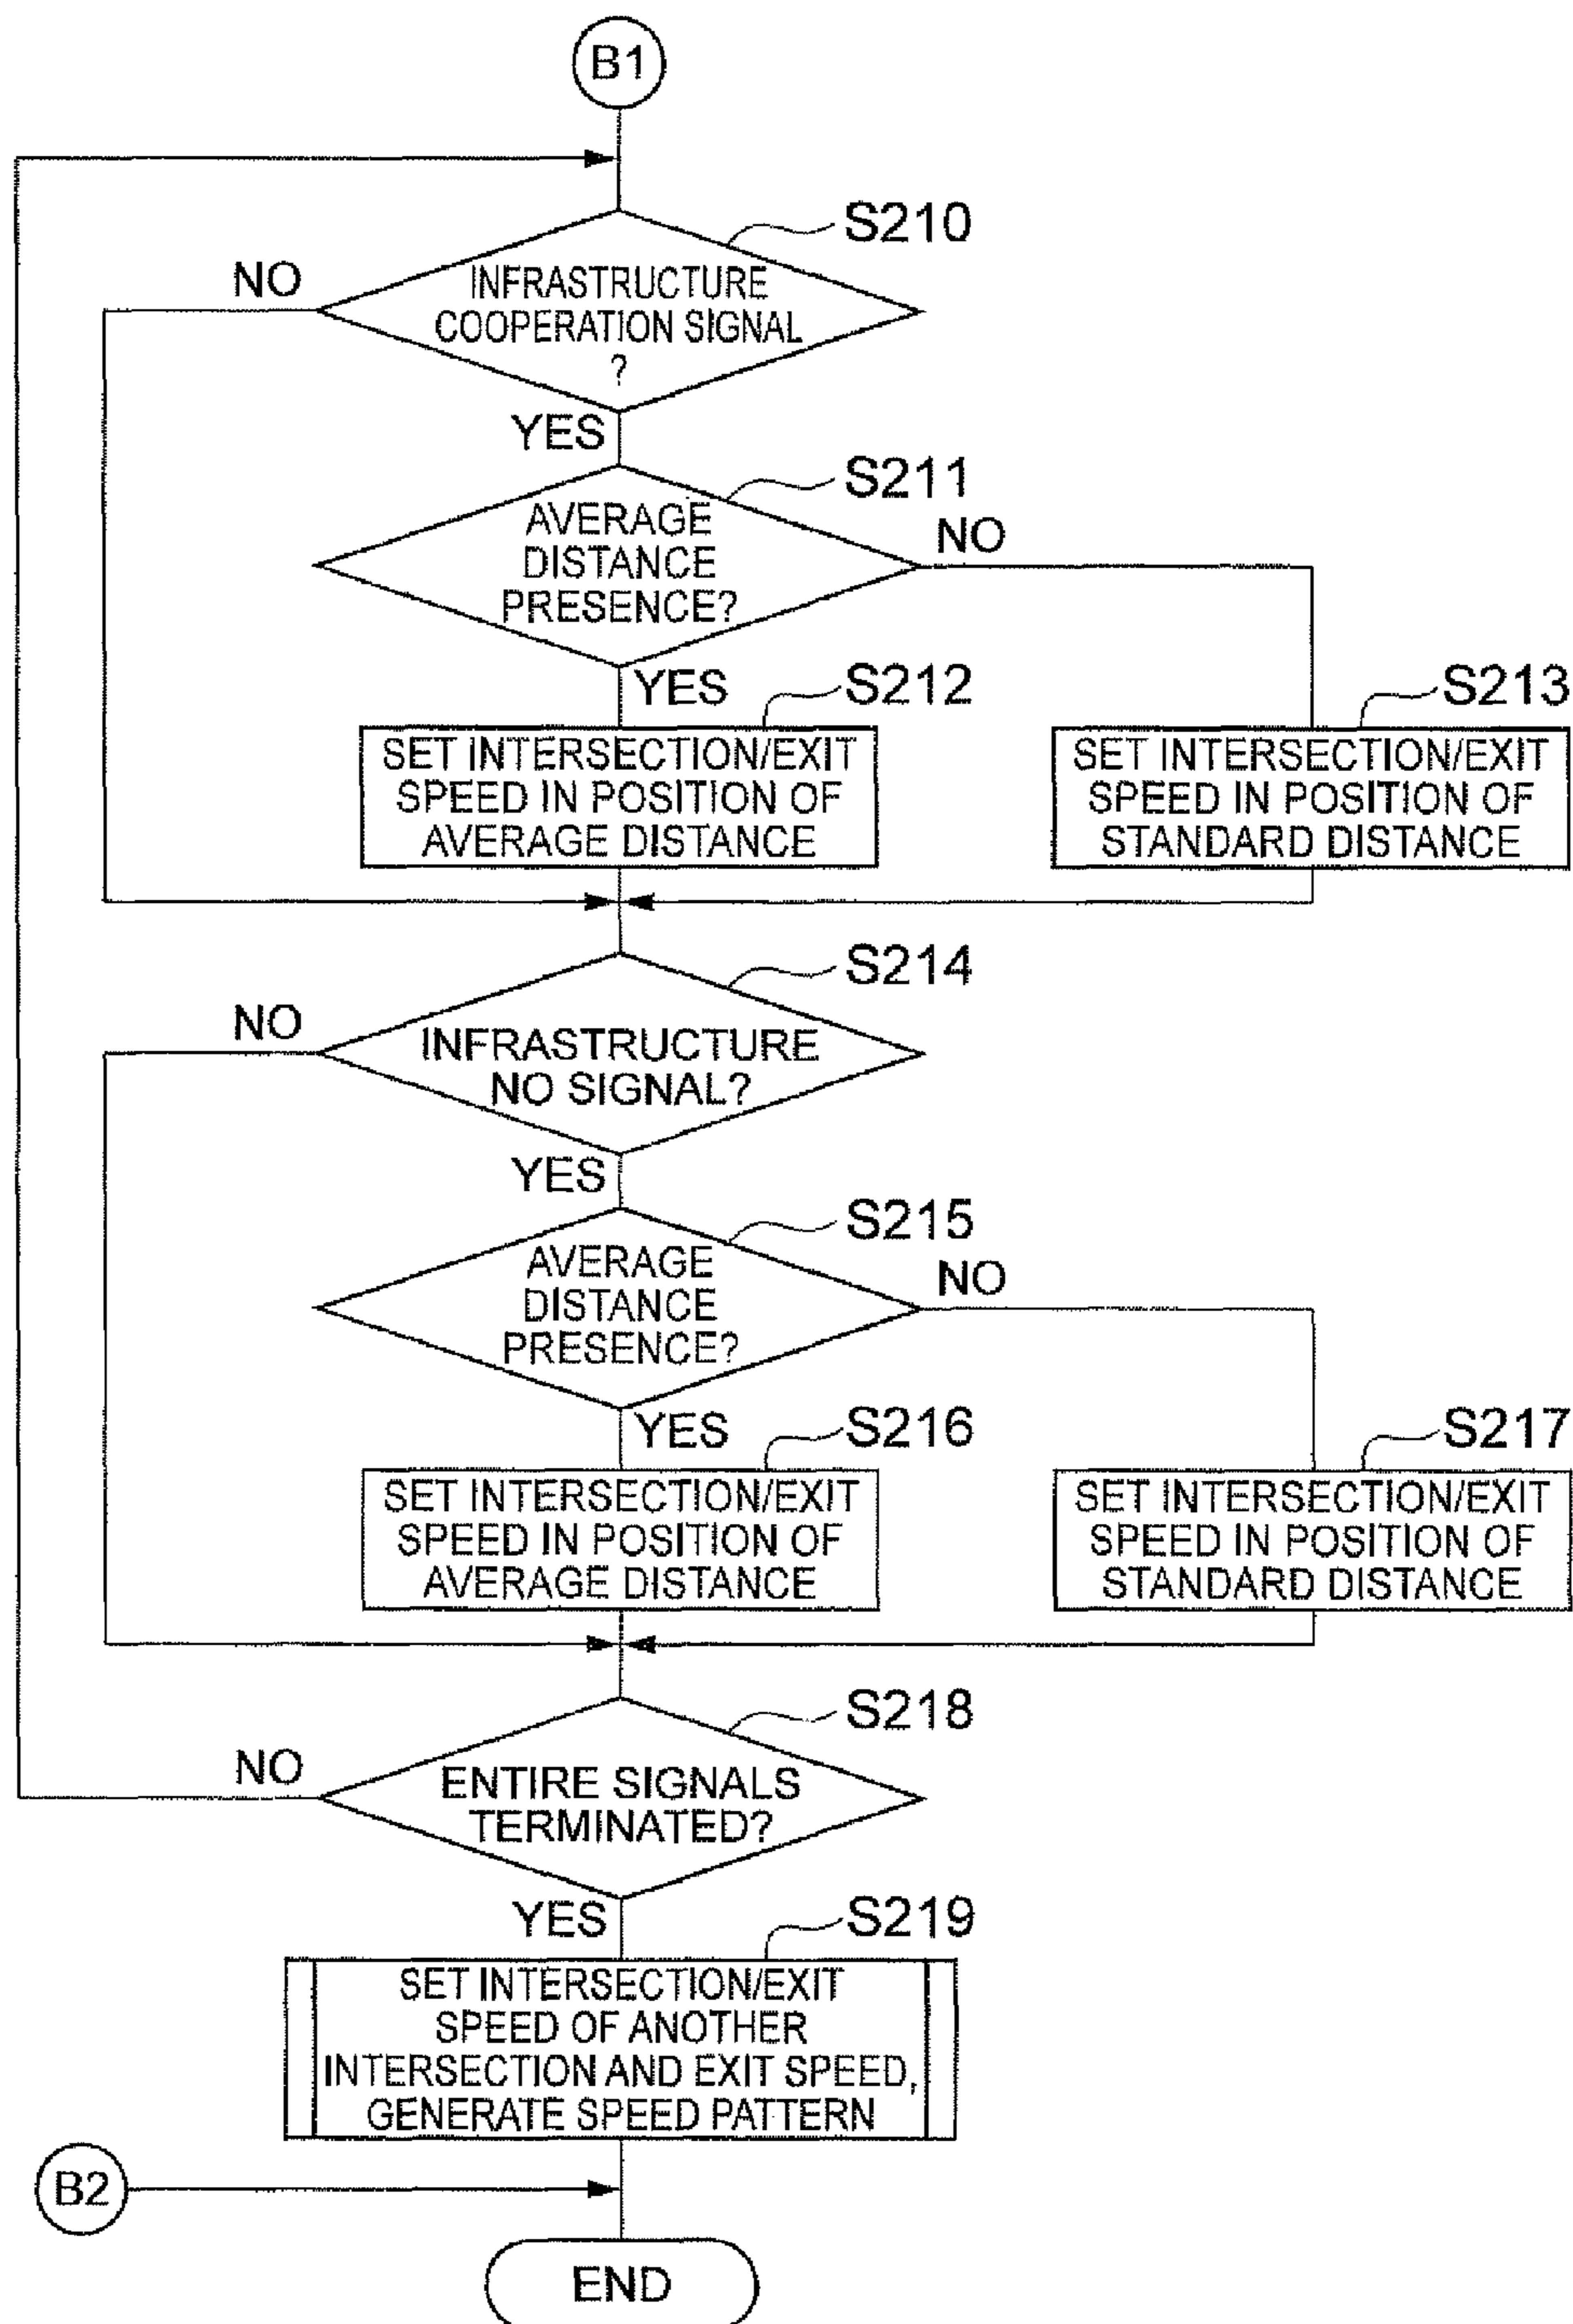 B1
S210
NO
INFRASTRUCTURE
COOPERATION SIGNAL
?
YES
S211
AVERAGE
DISTANCE
PRESENCE?
NO
YES
S212
S213
SET INTERSECTION/EXIT
SPEED IN POSITION OF
AVERAGE DISTANCE
SET INTERSECTION/EXIT
SPEED IN POSITION OF
STANDARD DISTANCE
S214
NO
INFRASTRUCTURE
NO SIGNAL?
YES
S215
AVERAGE
DISTANCE
PRESENCE?
NO
YES
S216
S217
SET INTERSECTION/EXIT
SPEED IN POSITION OF
AVERAGE DISTANCE
SET INTERSECTION/EXIT
SPEED IN POSITION OF
STANDARD DISTANCE
S218
NO
ENTIRE SIGNALS
TERMINATED?
YES
S219
SET INTERSECTION/EXIT
SPEED OF ANOTHER
INTERSECTION AND EXIT SPEED,
GENERATE SPEED PATTERN
B2
END